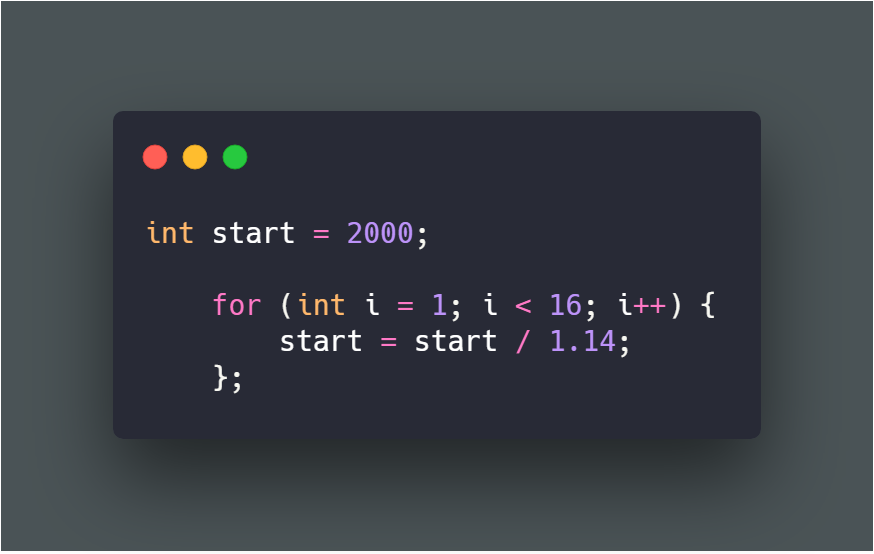 int start = 2000;
for (int i = 1; i < 16; i++) {
start = start / 1.14;
};